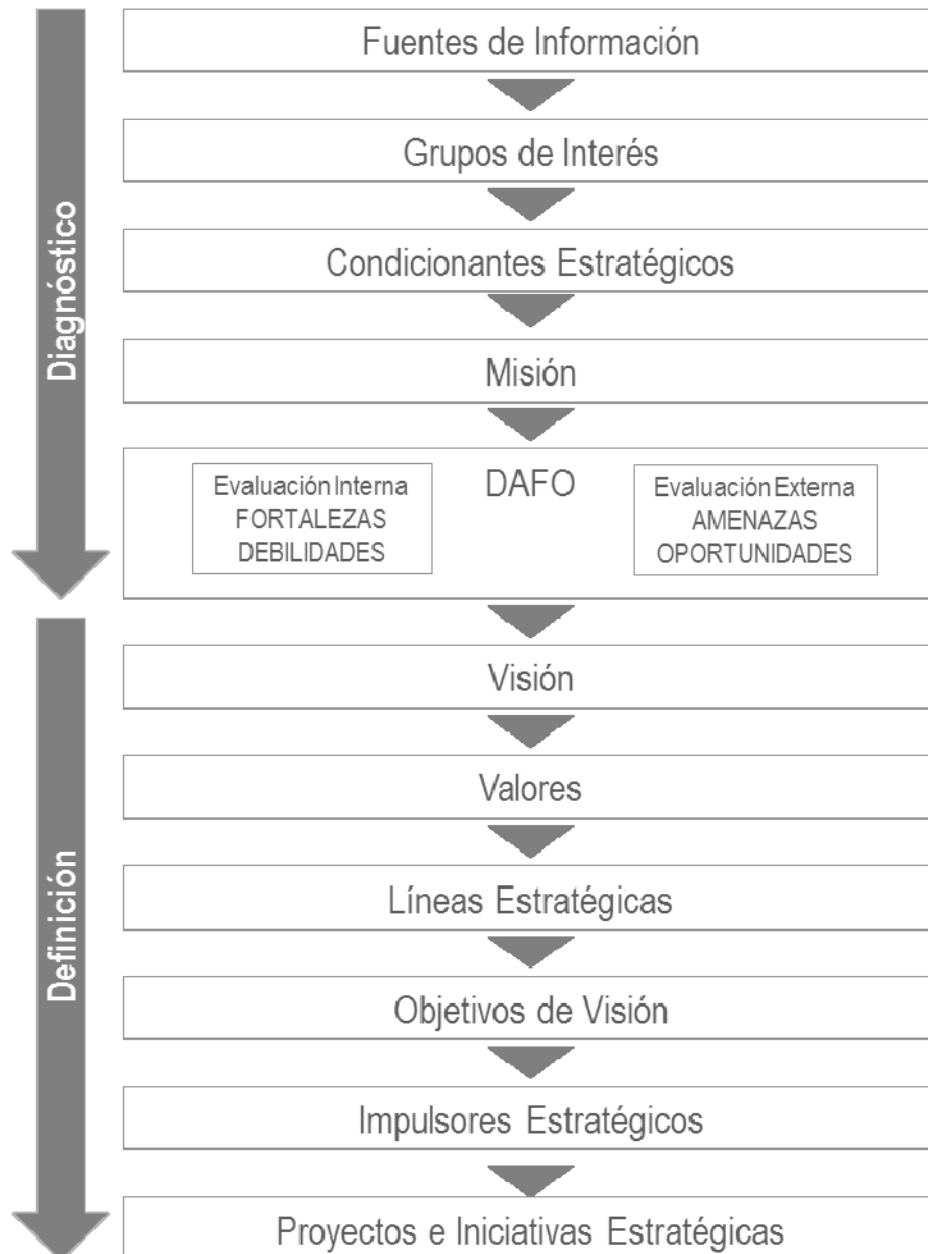 Diagnóstico
Fuentes de Información
Grupos de Interés
Condicionantes Estratégicos
Misión
DAFO
Evaluación Interna
FORTALEZAS
DEBILIDADES
Evaluación Externa
AMENAZAS
OPORTUNIDADES
Definición
Visión
Valores
Líneas Estratégicas
Objetivos de Visión
Impulsores Estratégicos
Proyectos e Iniciativas Estratégicas